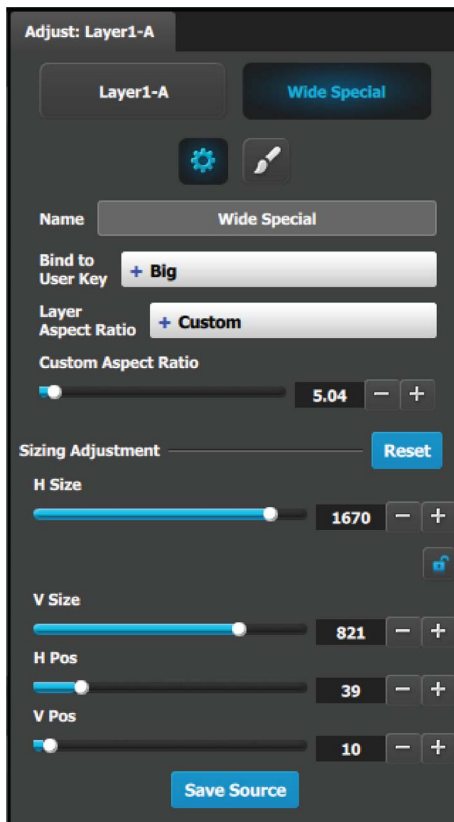 Adjust: Layer1-A
Layer1-A
Wide Special
Name
Wide Special
Bind to
User Key
+ Big
Layer
Aspect Ratio
+ Custom
Custom Aspect Ratio
5.04 − +
Sizing Adjustment
Reset
H Size
1670 − +
V Size
821 − +
H Pos
39 − +
V Pos
10 − +
Save Source